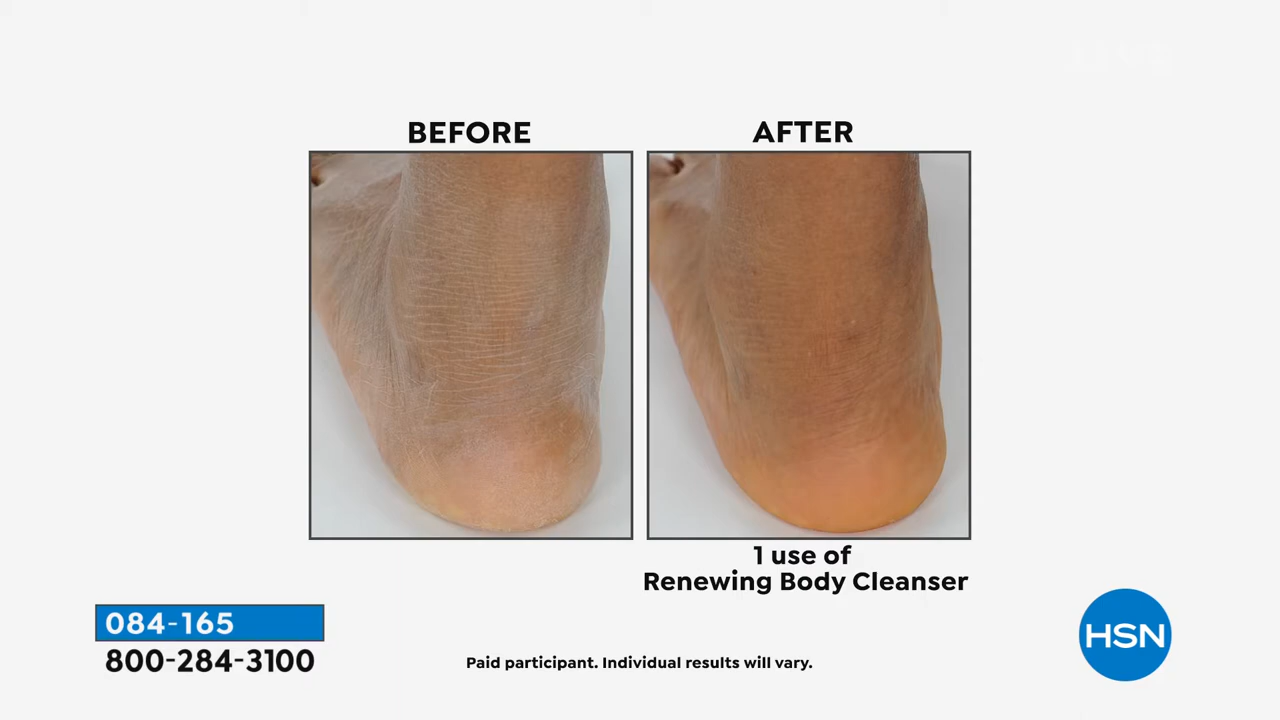 BEFORE
AFTER
1 use of
Renewing Body Cleanser
084-165
800-284-3100
Paid participant. Individual results will vary.
HSN